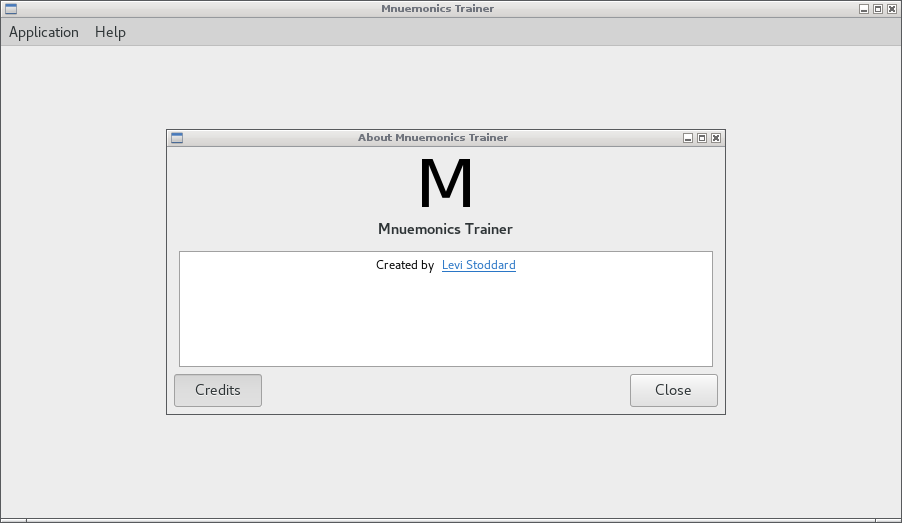 Mnuemonics Trainer
Application Help
About Mnuemonics Trainer
M
Mnuemonics Trainer
Created by Levi Stoddard
Credits Close